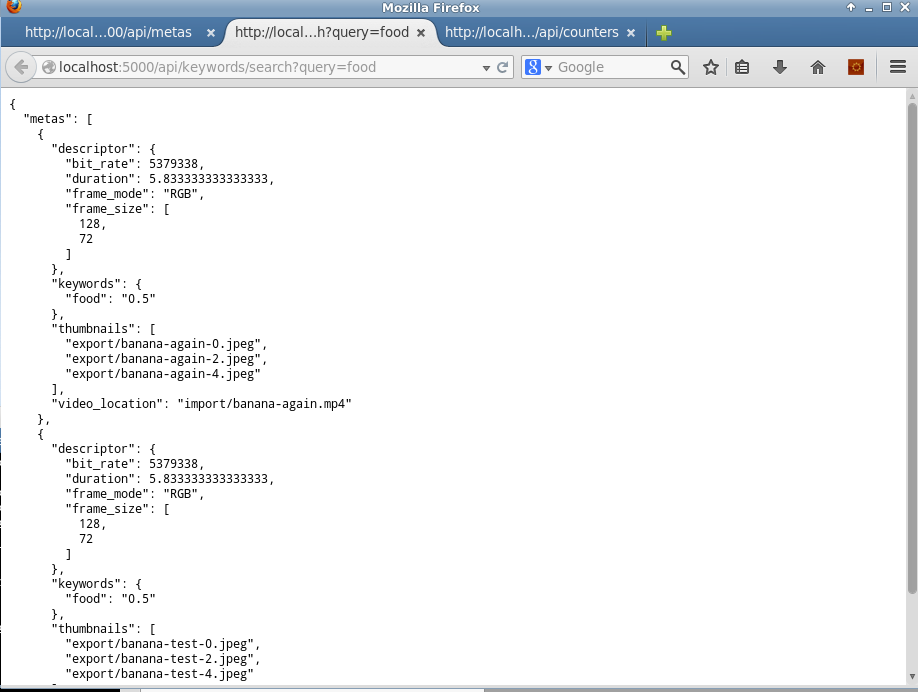 Mozilla Firefox
http://local...00/api/metas
http://local...h?query=food
http://localh.../api/counters
localhost:5000/api/keywords/search?query=food
8
Google
{
  "metas": [
    {
      "descriptor": {
        "bit_rate": 5379338,
        "duration": 5.833333333333333,
        "frame_mode": "RGB",
        "frame_size": [
          128,
          72
        ]
      },
      "keywords": {
        "food": "0.5"
      },
      "thumbnails": [
        "export/banana-again-0.jpeg",
        "export/banana-again-2.jpeg",
        "export/banana-again-4.jpeg"
      ],
      "video_location": "import/banana-again.mp4"
    },
    {
      "descriptor": {
        "bit_rate": 5379338,
        "duration": 5.833333333333333,
        "frame_mode": "RGB",
        "frame_size": [
          128,
          72
        ]
      },
      "keywords": {
        "food": "0.5"
      },
      "thumbnails": [
        "export/banana-test-0.jpeg",
        "export/banana-test-2.jpeg",
        "export/banana-test-4.jpeg"